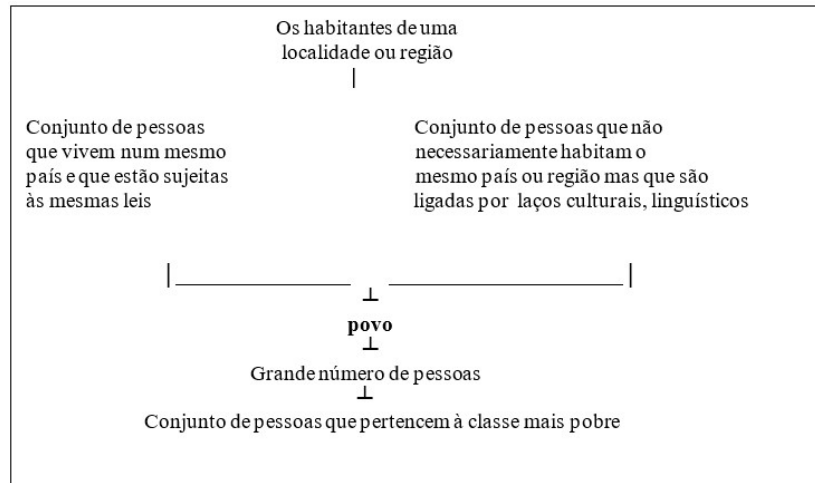 Os habitantes de uma
localidade ou região
Conjunto de pessoas
que vivem num mesmo
país e que estão sujeitas
às mesmas leis
Conjunto de pessoas que não
necessariamente habitam o
mesmo país ou região mas que são
ligadas por laços culturais, linguísticos
povo
Grande número de pessoas
Conjunto de pessoas que pertencem à classe mais pobre